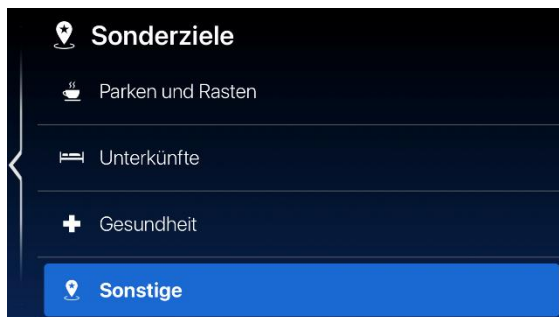 Sonderziele
Parken und Rasten
Unterkünfte
Gesundheit
Sonstige